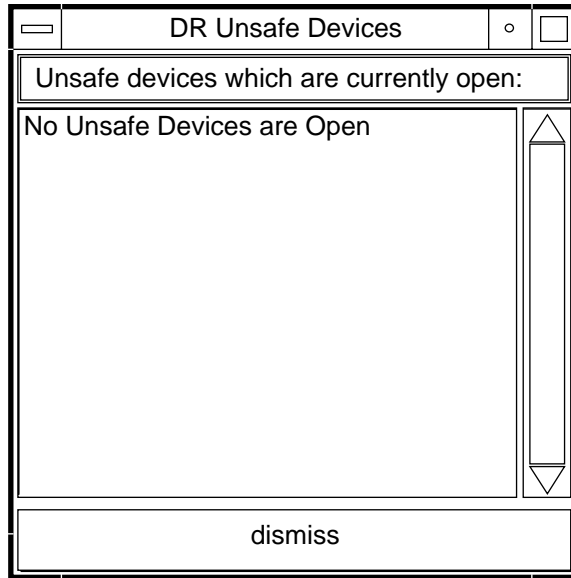 DR Unsafe Devices
Unsafe devices which are currently open:
No Unsafe Devices are Open
dismiss